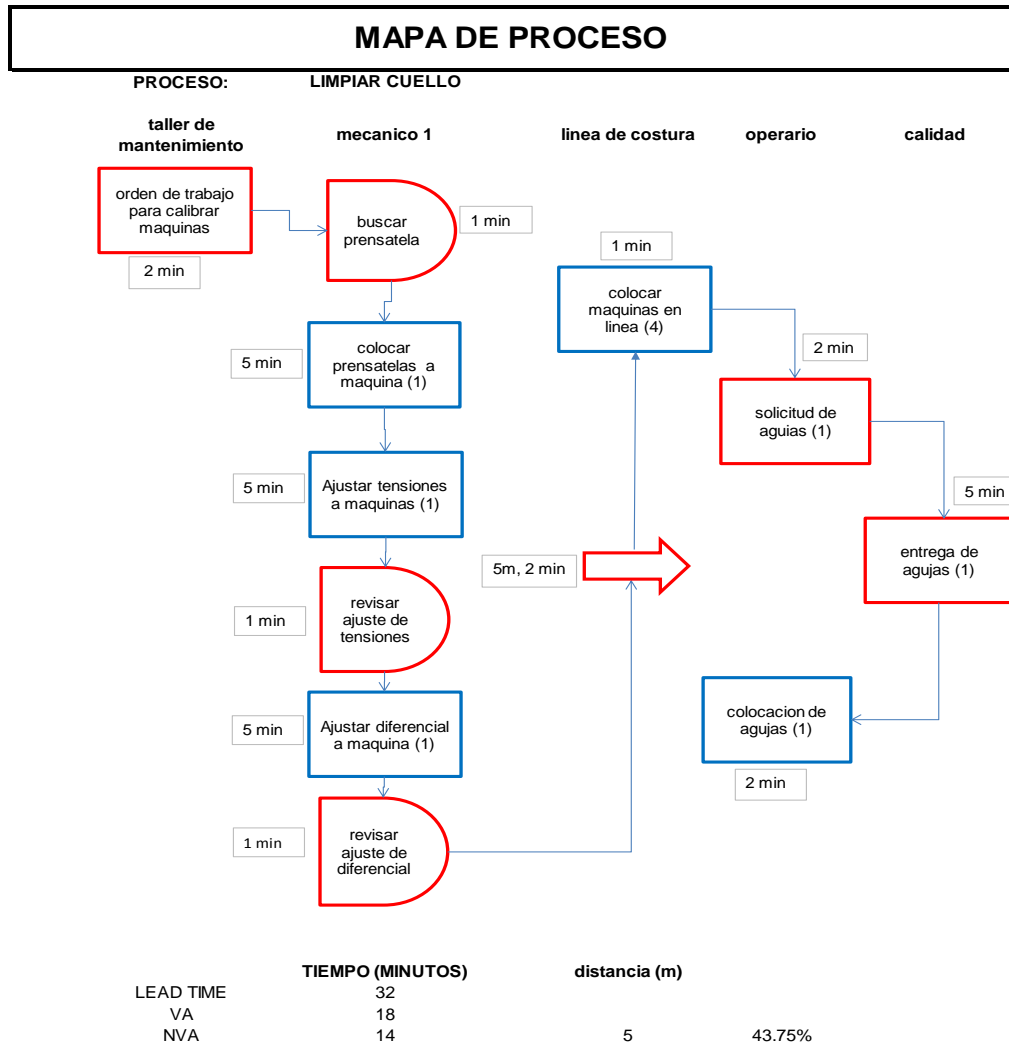 MAPA DE PROCESO
PROCESO: LIMPIAR CUELLO
taller de
mantenimiento
mecanico 1
linea de costura
operario
calidad
orden de trabajo
para calibrar
maquinas
2 min
buscar
prensatela
1 min
5 min
colocar
prensatelas a
maquina (1)
5 min
Ajustar tensiones
a maquinas (1)
1 min
revisar
ajuste de
tensiones
5 min
Ajustar diferencial
a maquina (1)
1 min
revisar
ajuste de
diferencial
5m, 2 min
1 min
colocar
maquinas en
linea (4)
2 min
solicitud de
aguias (1)
5 min
entrega de
agujas (1)
colocacion de
agujas (1)
2 min
TIEMPO (MINUTOS) distancia (m)
LEAD TIME 32
VA 18
NVA 14 5 43.75%